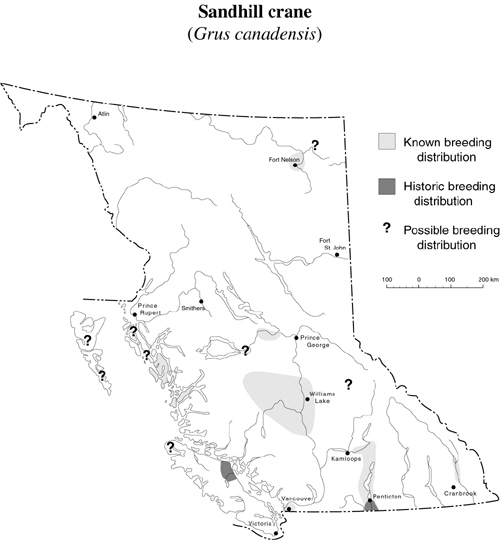 Sandhill crane
(Grus canadensis)
Atlin
?
Fort Nelson
Known breeding
distribution
Historic breeding
distribution
? Possible breeding
distribution
Fort
St. John
100 0 100 200 km
Prince
Rupert
Smithers
?
?
?
?
?
Prince
George
?
Williams
Lake
?
Kamloops
Vancouver
Penticton
Cranbrook
Victoria